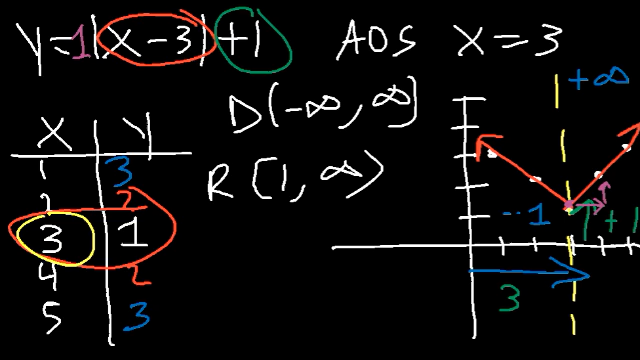 Y=1|X-3|+1 AOS X=3
D(-∞, ∞)
R [1, ∞)
X Y
1 3
2 2
3 1
4 2
5 3
+∞
1
+1
3